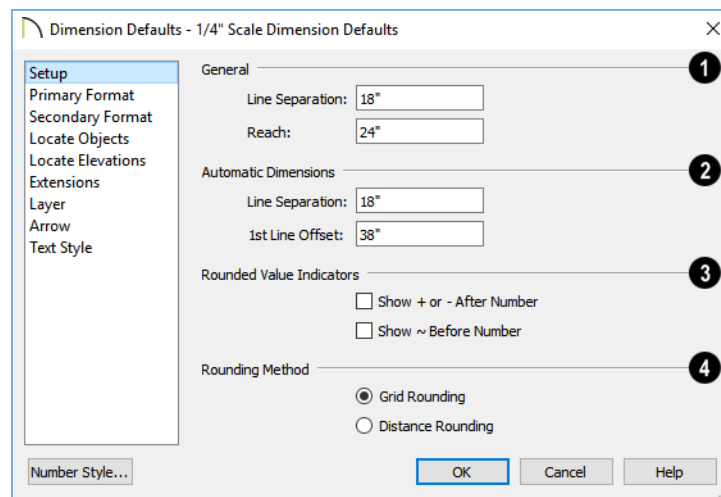 Dimension Defaults - 1/4" Scale Dimension Defaults
Setup
Primary Format
Secondary Format
Locate Objects
Locate Elevations
Extensions
Layer
Arrow
Text Style
General 1
Line Separation: 18"
Reach: 24"
Automatic Dimensions 2
Line Separation: 18"
1st Line Offset: 38"
Rounded Value Indicators 3
Show + or - After Number
Show ~ Before Number
Rounding Method 4
Grid Rounding
Distance Rounding
Number Style... OK Cancel Help